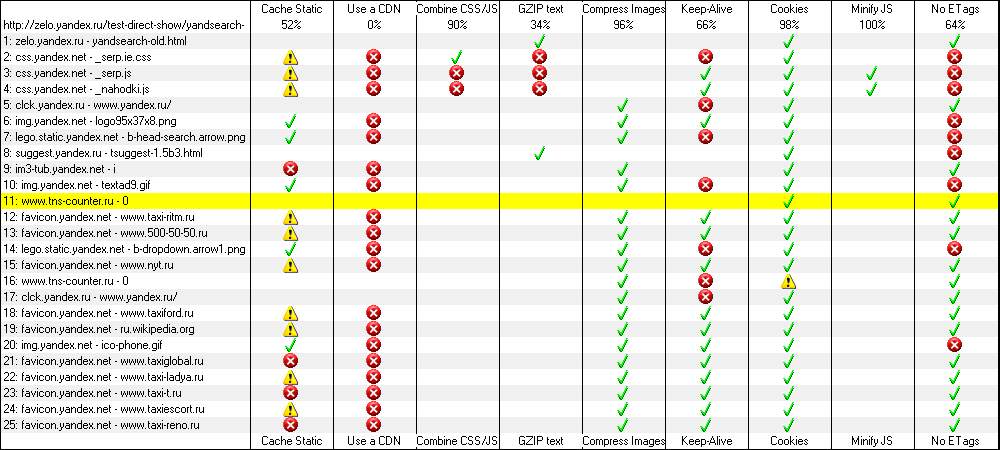 Cache Static Use a CDN Combine CSS/JS GZIP text Compress Images Keep-Alive Cookies Minify JS No ETags
http://zelo.yandex.ru/test-direct-show/yandsearch- 52% 0% 90% 34% 96% 66% 98% 100% 64%
1: zelo.yandex.ru - yandsearch-old.html
2: css.yandex.net - _serp.ie.css
3: css.yandex.net - _serp.js
4: css.yandex.net - _nahodki.js
5: clck.yandex.ru - www.yandex.ru/
6: img.yandex.net - logo95x37x8.png
7: lego.static.yandex.net - b-head-search.arrow.png
8: suggest.yandex.ru - tsuggest-1.5b3.html
9: im3-tub.yandex.net - i
10: img.yandex.net - textad9.gif
11: www.tns-counter.ru - 0
12: favicon.yandex.net - www.taxi-ritm.ru
13: favicon.yandex.net - www.500-50-50.ru
14: lego.static.yandex.net - b-dropdown.arrow1.png
15: favicon.yandex.net - www.nyt.ru
16: www.tns-counter.ru - 0
17: clck.yandex.ru - www.yandex.ru/
18: favicon.yandex.net - www.taxiford.ru
19: favicon.yandex.net - ru.wikipedia.org
20: img.yandex.net - ico-phone.gif
21: favicon.yandex.net - www.taxiglobal.ru
22: favicon.yandex.net - www.taxi-ladya.ru
23: favicon.yandex.net - www.taxi-t.ru
24: favicon.yandex.net - www.taxiescort.ru
25: favicon.yandex.net - www.taxi-reno.ru
Cache Static Use a CDN Combine CSS/JS GZIP text Compress Images Keep-Alive Cookies Minify JS No ETags